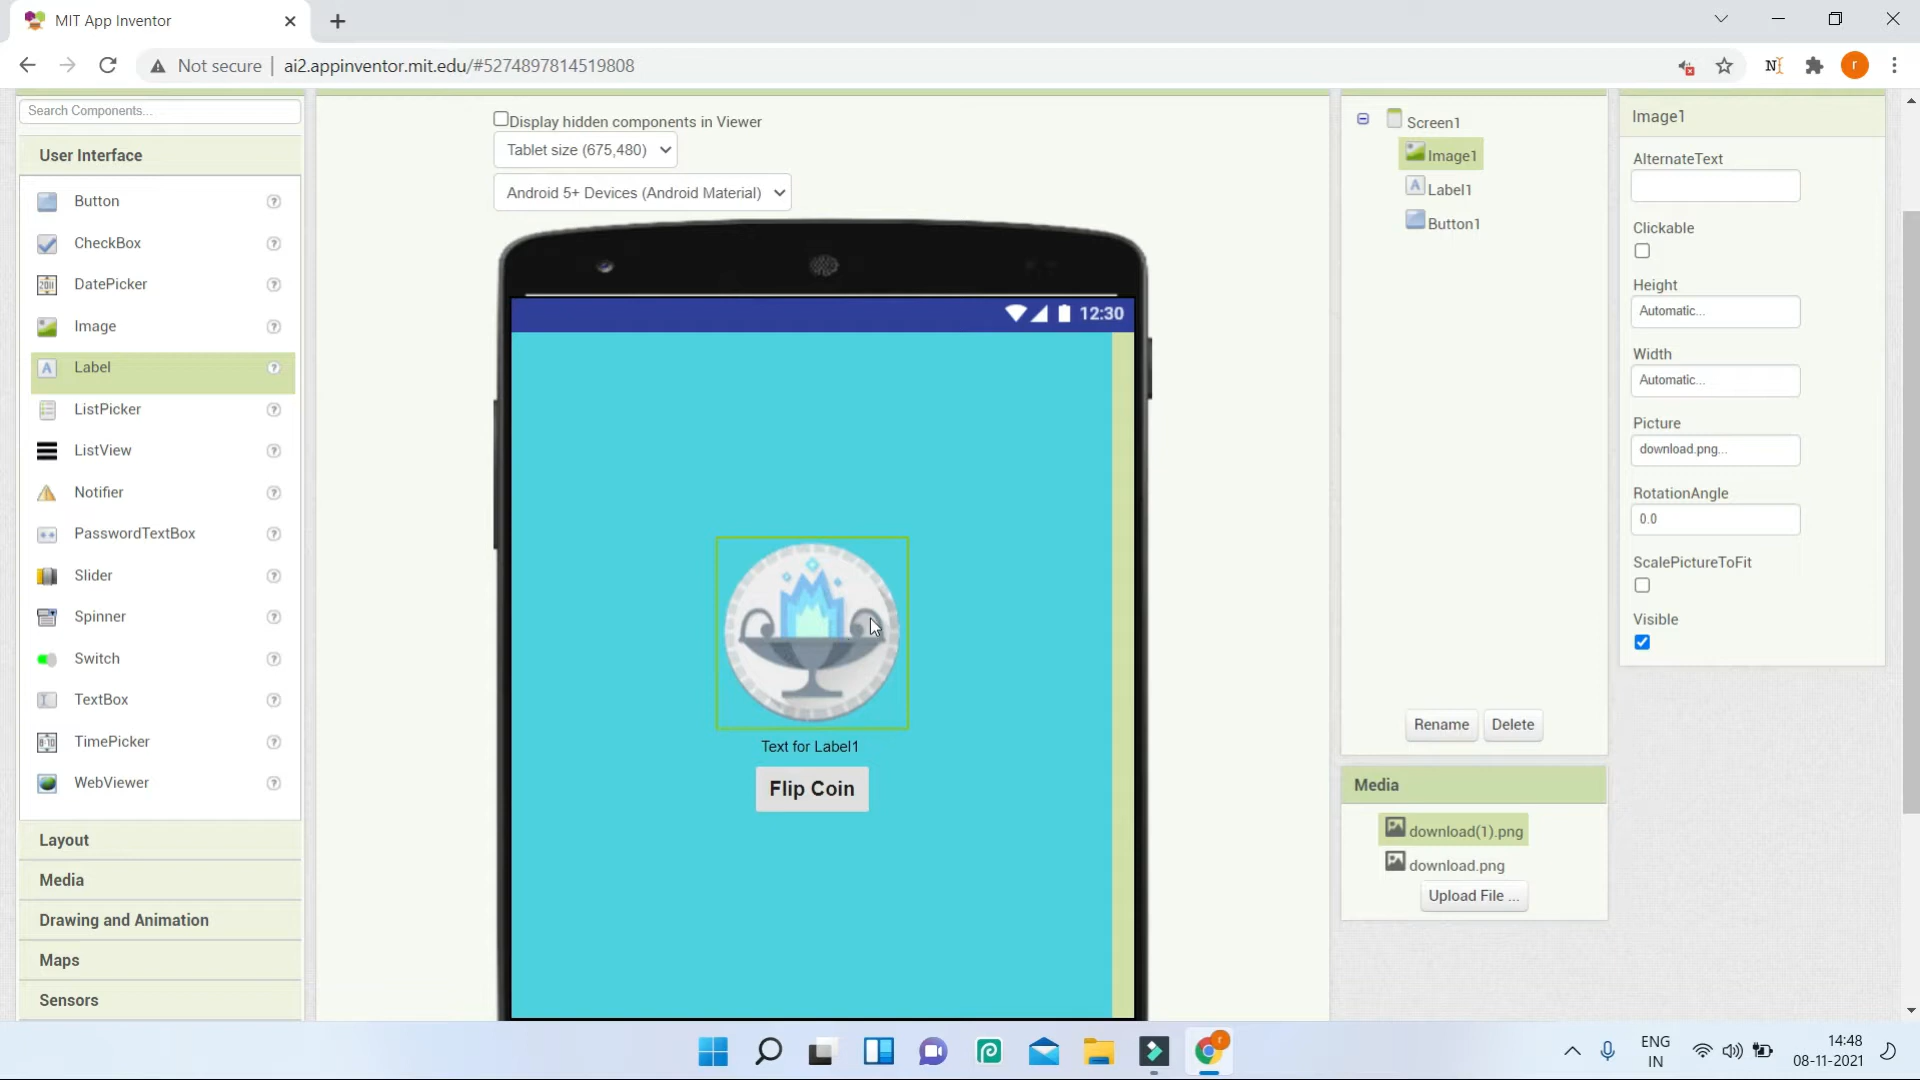 MIT App Inventor
Not secure
ai2.appinventor.mit.edu/#5274897814519808
r
Search Components...
User Interface
Button
CheckBox
DatePicker
Image
Label
ListPicker
ListView
Notifier
PasswordTextBox
Slider
Spinner
Switch
TextBox
TimePicker
WebViewer
Layout
Media
Drawing and Animation
Maps
Sensors
Display hidden components in Viewer
Tablet size (675,480)
Android 5+ Devices (Android Material)
12:30
Text for Label1
Flip Coin
Screen1
Image1
Label1
Button1
Rename
Delete
Media
download(1).png
download.png
Upload File ...
Image1
AlternateText
Clickable
Height
Automatic...
Width
Automatic...
Picture
download.png...
RotationAngle
0.0
ScalePictureToFit
Visible
ENG
IN
14:48
08-11-2021